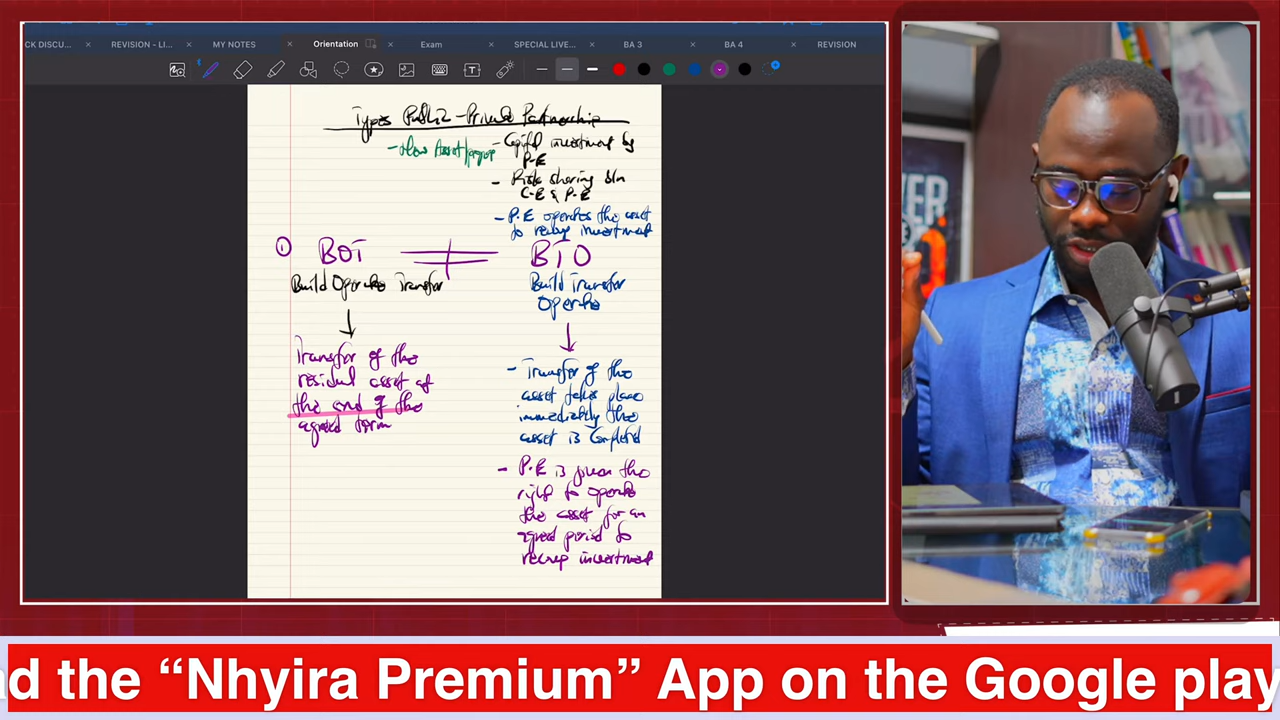 CK DISCU...
REVISION - LI...
MY NOTES
Orientation
Exam
SPECIAL LIVE...
BA 3
BA 4
REVISION
Types Public-Private Partnership
- New Asset/
- Capital investment by
P-E
- Risk sharing b/n
C-E & P-E
- P.E operates the asset
to recoup investment
① BOT
BTO
Build Operate Transfer
Build Transfer
Operate
Transfer of the
residual asset at
the end of the
agreed term
- Transfer of the
asset takes place
immediately the
asset is Completed
- P.E is given the
right to operate
the asset for an
agreed period to
recoup investment
d the “Nhyira Premium” App on the Google play